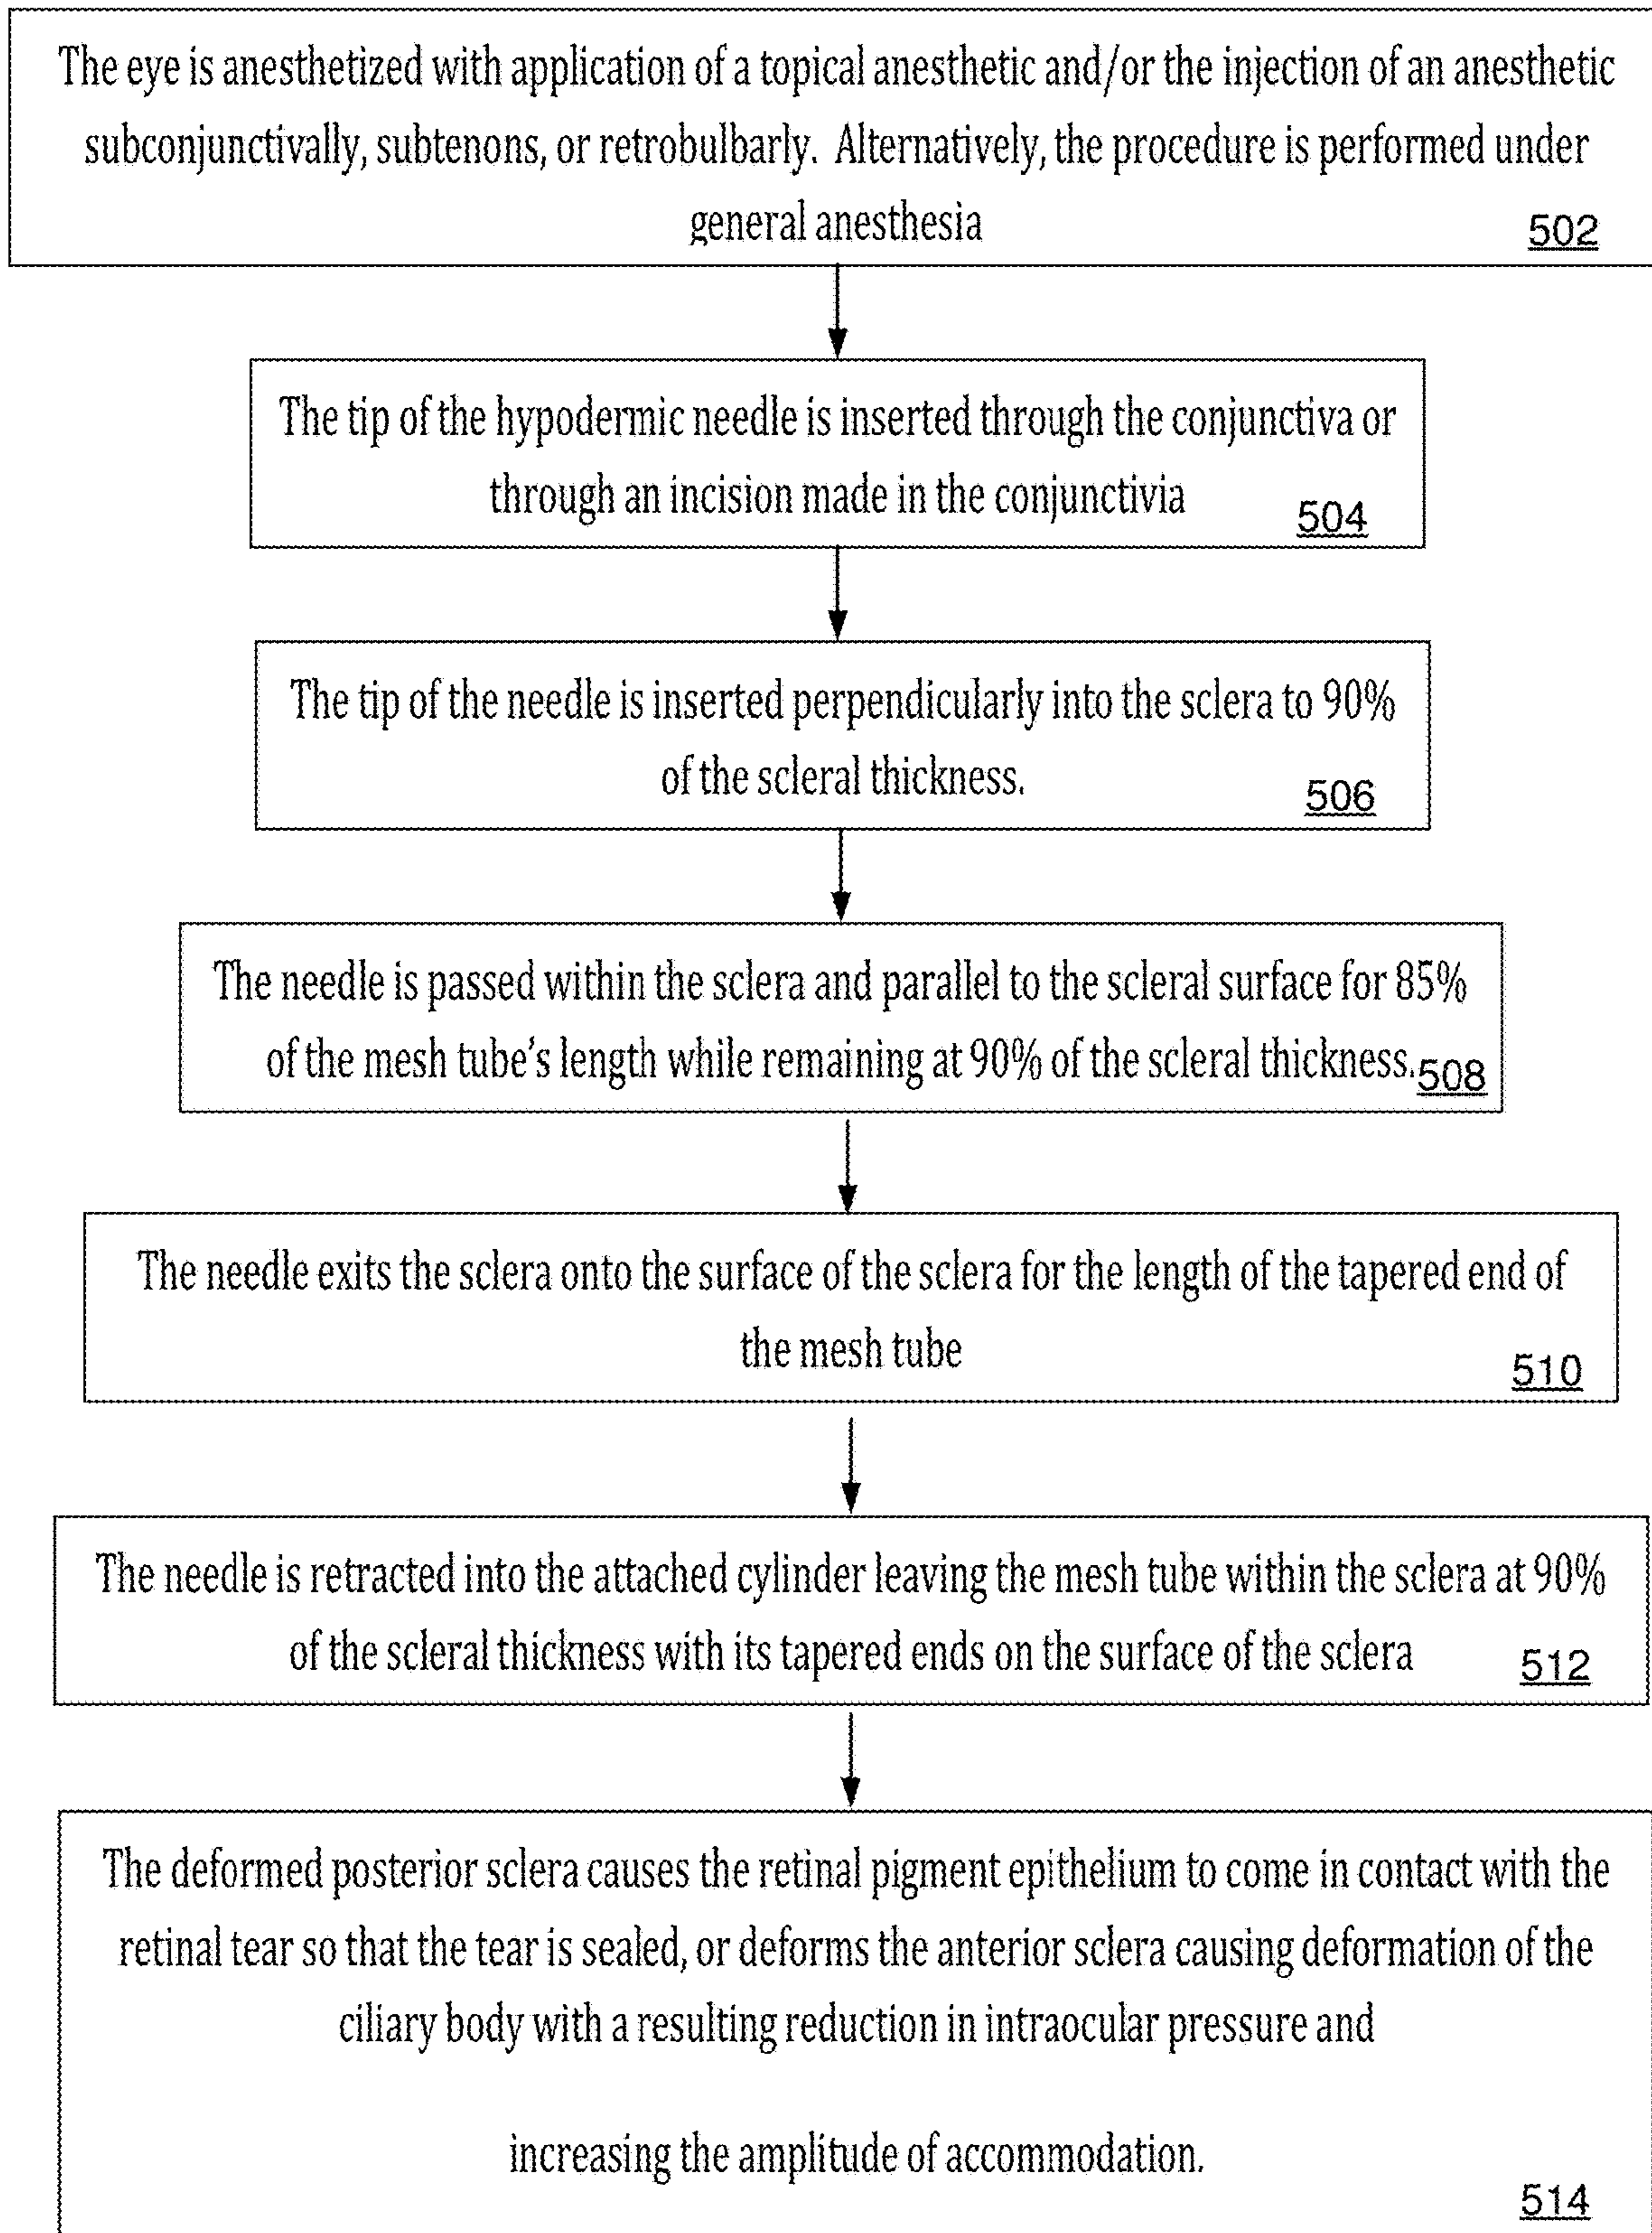 The eye is anesthetized with application of a topical anesthetic and/or the injection of an anesthetic
subconjunctivally, subtenons, or retrobulbarly. Alternatively, the procedure is performed under
general anesthesia
502
The tip of the hypodermic needle is inserted through the conjunctiva or
through an incision made in the conjunctivia
504
The tip of the needle is inserted perpendicularly into the sclera to 90%
of the scleral thickness.
506
The needle is passed within the sclera and parallel to the scleral surface for 85%
of the mesh tube's length while remaining at 90% of the scleral thickness.
508
The needle exits the sclera onto the surface of the sclera for the length of the tapered end of
the mesh tube
510
The needle is retracted into the attached cylinder leaving the mesh tube within the sclera at 90%
of the scleral thickness with its tapered ends on the surface of the sclera
512
The deformed posterior sclera causes the retinal pigment epithelium to come in contact with the
retinal tear so that the tear is sealed, or deforms the anterior sclera causing deformation of the
ciliary body with a resulting reduction in intraocular pressure and
increasing the amplitude of accommodation.
514